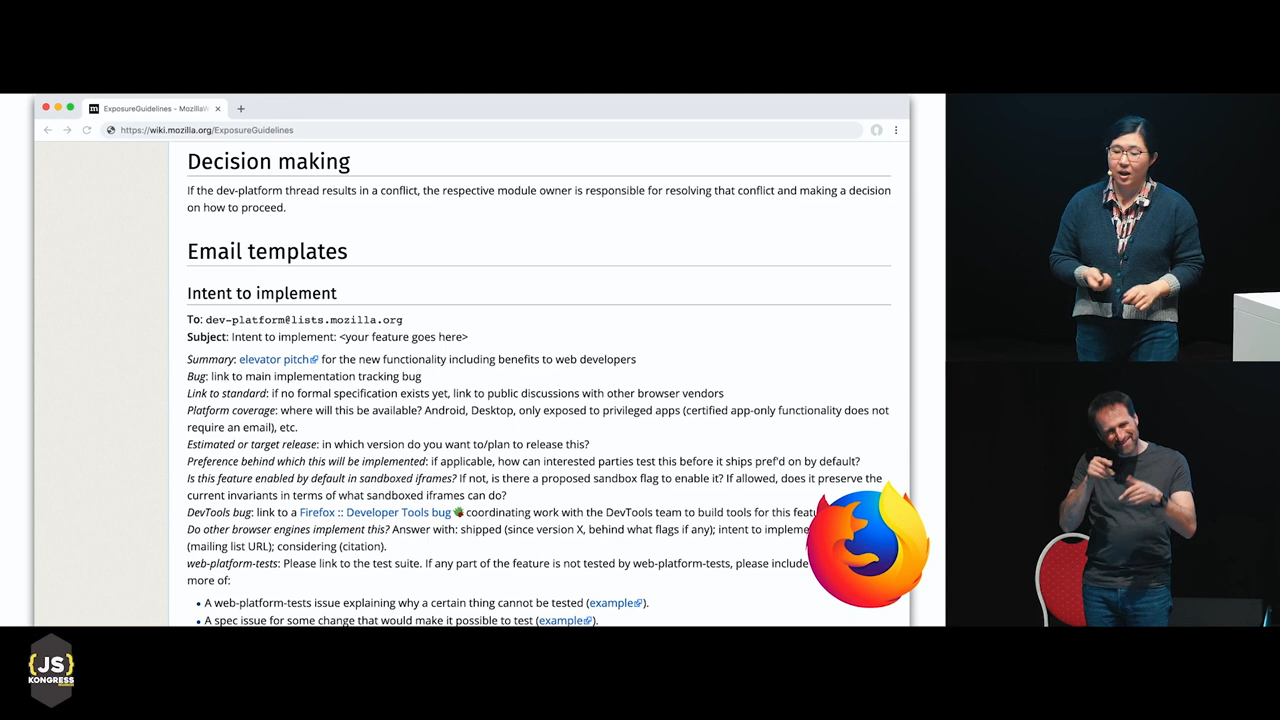 ExposureGuidelines - MozillaW
https://wiki.mozilla.org/ExposureGuidelines
Decision making
If the dev-platform thread results in a conflict, the respective module owner is responsible for resolving that conflict and making a decision
on how to proceed.
Email templates
Intent to implement
To: dev-platform@lists.mozilla.org
Subject: Intent to implement: <your feature goes here>
Summary: elevator pitch for the new functionality including benefits to web developers
Bug: link to main implementation tracking bug
Link to standard: if no formal specification exists yet, link to public discussions with other browser vendors
Platform coverage: where will this be available? Android, Desktop, only exposed to privileged apps (certified app-only functionality does not
require an email), etc.
Estimated or target release: in which version do you want to/plan to release this?
Preference behind which this will be implemented: if applicable, how can interested parties test this before it ships pref'd on by default?
Is this feature enabled by default in sandboxed iframes? If not, is there a proposed sandbox flag to enable it? If allowed, does it preserve the
current invariants in terms of what sandboxed iframes can do?
DevTools bug: link to a Firefox :: Developer Tools bug coordinating work with the DevTools team to build tools for this featu
Do other browser engines implement this? Answer with: shipped (since version X, behind what flags if any); intent to impleme
(mailing list URL); considering (citation).
web-platform-tests: Please link to the test suite. If any part of the feature is not tested by web-platform-tests, please include
more of:
• A web-platform-tests issue explaining why a certain thing cannot be tested (example).
• A spec issue for some change that would make it possible to test (example).
{JS}
KONGRESS